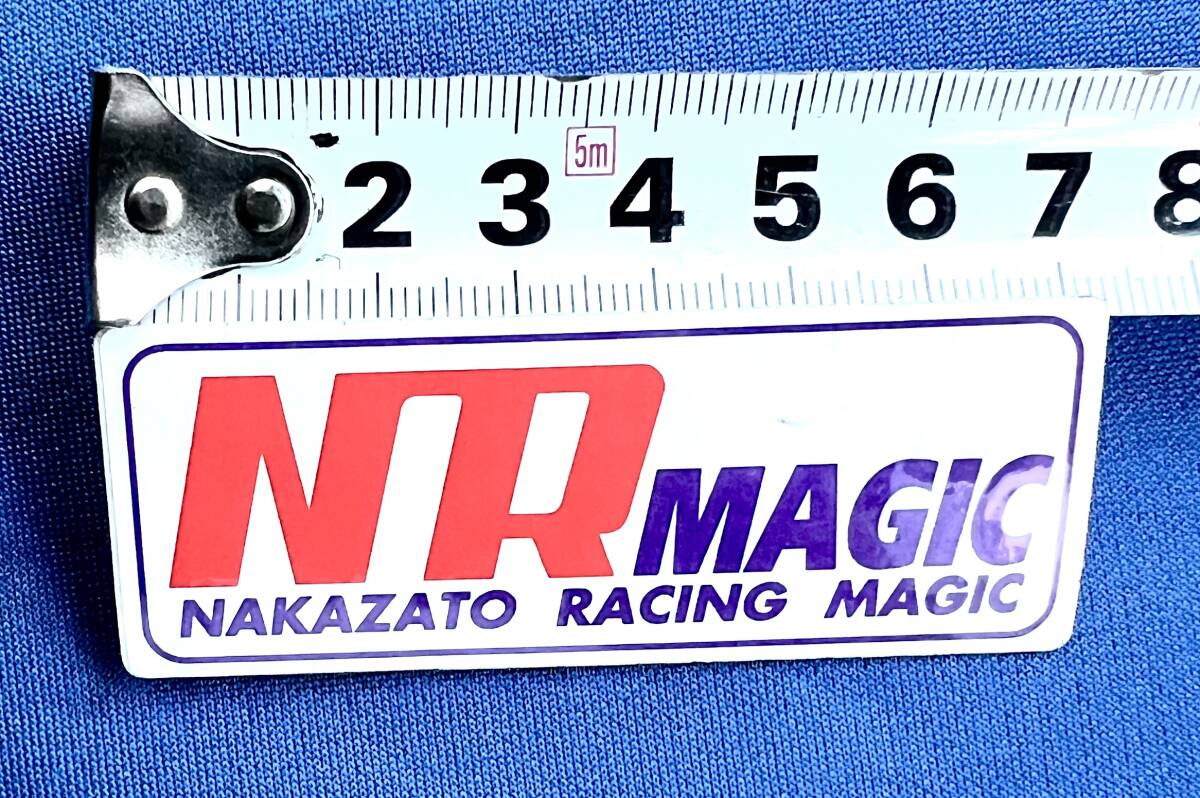 5m
2 3 4 5 6 7 8
NR MAGIC
NAKAZATO RACING MAGIC